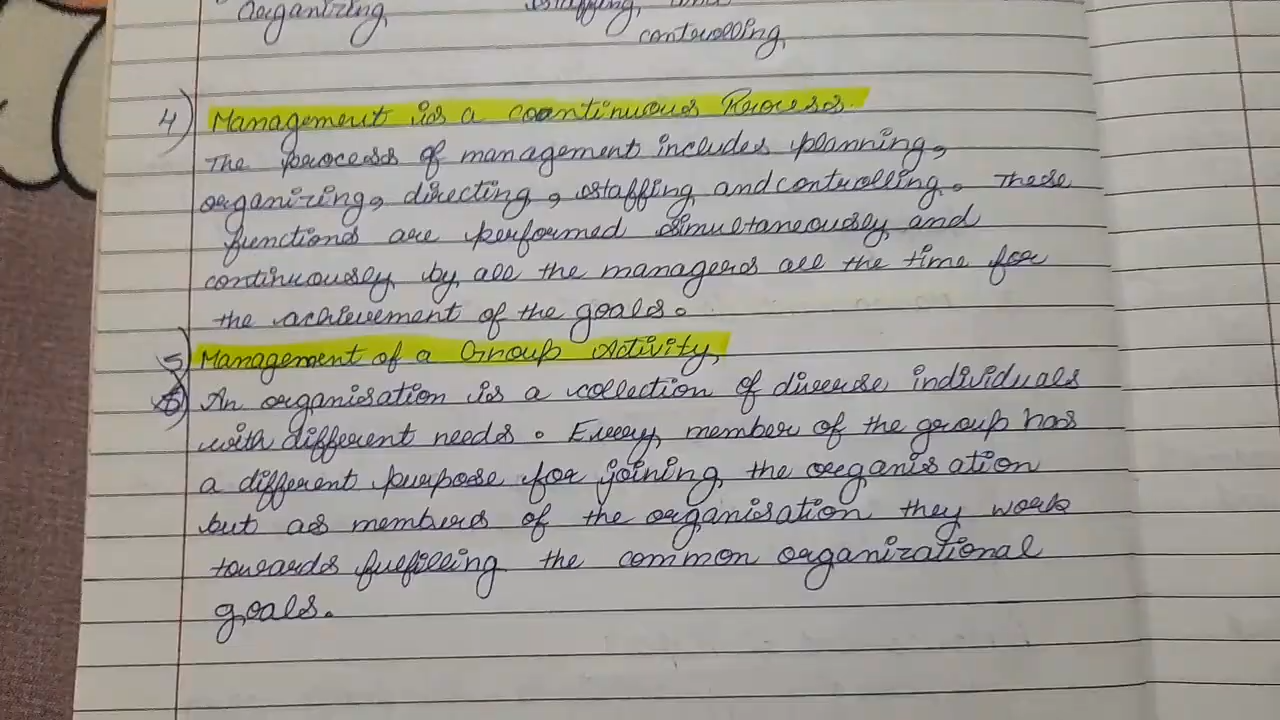 Organizing, staffing, and
controlling,
4) Management is a continuous Process.
The process of management includes planning,
organizing, directing, staffing and controlling. These
functions are performed simultaneously and
continuously by all the managers all the time for
the achievement of the goals.
5) Management of a Group Activity,
An organisation is a collection of diverse individuals
with different needs. Every member of the group has
a different purpose for joining the organisation
but as members of the organisation they work
towards fulfilling the common organizational
goals.